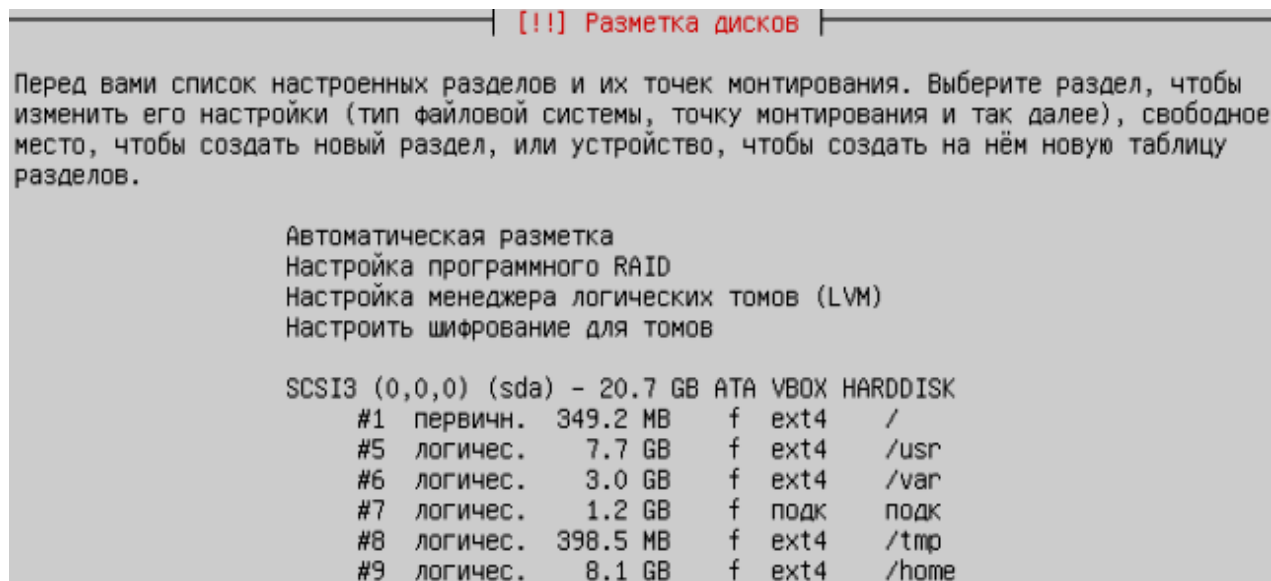 [!!] Разметка дисков
Перед вами список настроенных разделов и их точек монтирования. Выберите раздел, чтобы
изменить его настройки (тип файловой системы, точку монтирования и так далее), свободное
место, чтобы создать новый раздел, или устройство, чтобы создать на нём новую таблицу
разделов.
Автоматическая разметка
Настройка программного RAID
Настройка менеджера логических томов (LVM)
Настроить шифрование для томов
SCSI3 (0,0,0) (sda) - 20.7 GB ATA VBOX HARDDISK
#1 первичн. 349.2 MB f ext4 /
#5 логичес. 7.7 GB f ext4 /usr
#6 логичес. 3.0 GB f ext4 /var
#7 логичес. 1.2 GB f подк подк
#8 логичес. 398.5 MB f ext4 /tmp
#9 логичес. 8.1 GB f ext4 /home